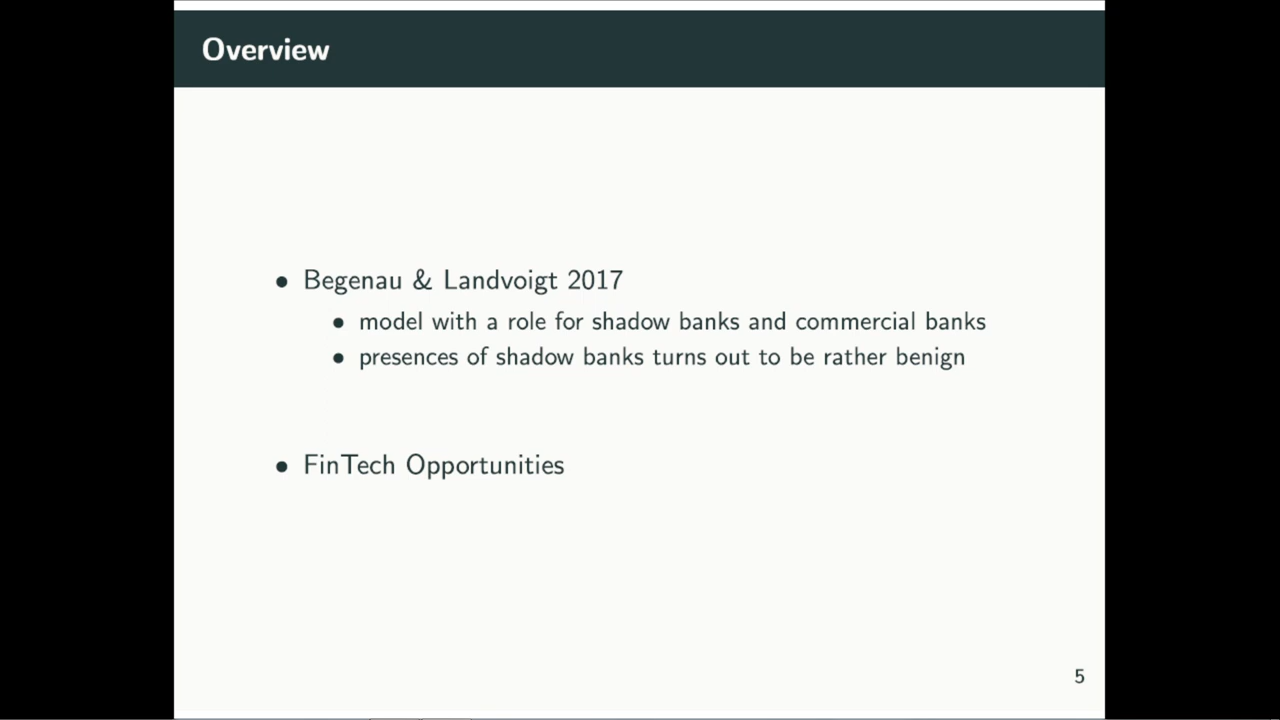 Overview
• Begenau & Landvoigt 2017
• model with a role for shadow banks and commercial banks
• presences of shadow banks turns out to be rather benign
• FinTech Opportunities
5